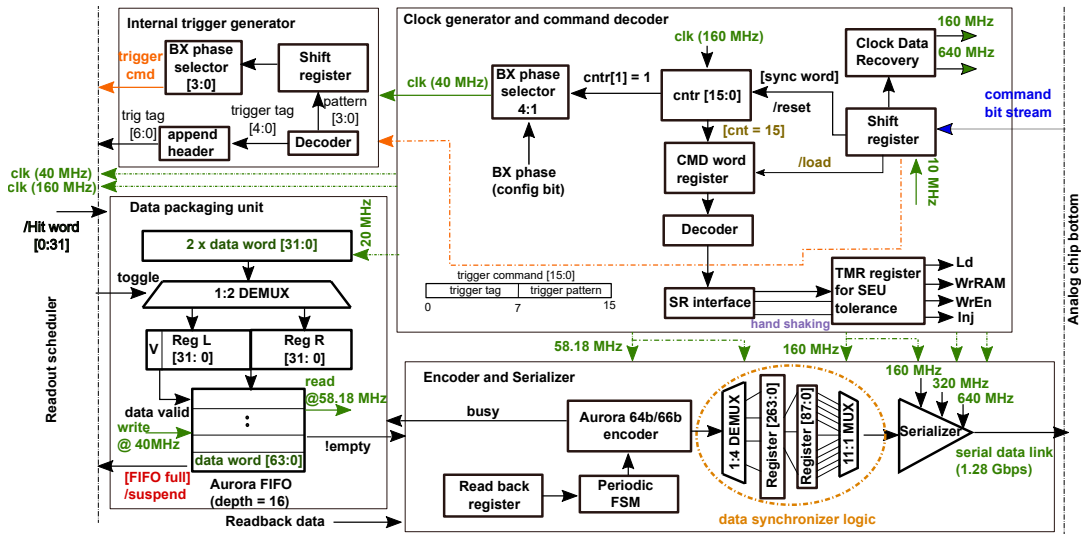 Internal trigger generator
trigger
cmd
BX phase
selector
[3:0]
Shift
register
pattern
[3:0]
trigger tag
[4:0]
trig tag
[6:0]
append
header
Decoder
clk (40 MHz)
clk (160 MHz)
Clock generator and command decoder
clk (160 MHz)
160 MHz
640 MHz
Clock Data
Recovery
clk (40 MHz)
BX phase
selector
4:1
cntr[1] = 1
cntr [15:0]
[sync word]
/reset
Shift
register
command
bit stream
[cnt = 15]
BX phase
(config bit)
CMD word
register
/load
10 MHz
Decoder
trigger command [15:0]
trigger tag
trigger pattern
0
7
15
SR interface
hand shaking
TMR register
for SEU
tolerance
Ld
WrRAM
WrEn
Inj
Analog chip bottom
/Hit word
[0:31]
Readout scheduler
Data packaging unit
2 x data word [31:0]
20 MHz
toggle
1:2 DEMUX
V
Reg L
[31: 0]
Reg R
[31: 0]
read
@58.18 MHz
data valid
write
@ 40MHz
:
data word [63:0]
!empty
[FIFO full]
/suspend
Aurora FIFO
(depth = 16)
Readback data
58.18 MHz
160 MHz
160 MHz
320 MHz
640 MHz
Encoder and Serializer
busy
Aurora 64b/66b
encoder
Read back
register
Periodic
FSM
1:4 DEMUX
Register [263:0]
Register [87:0]
11:1 MUX
data synchronizer logic
Serializer
serial data link
(1.28 Gbps)